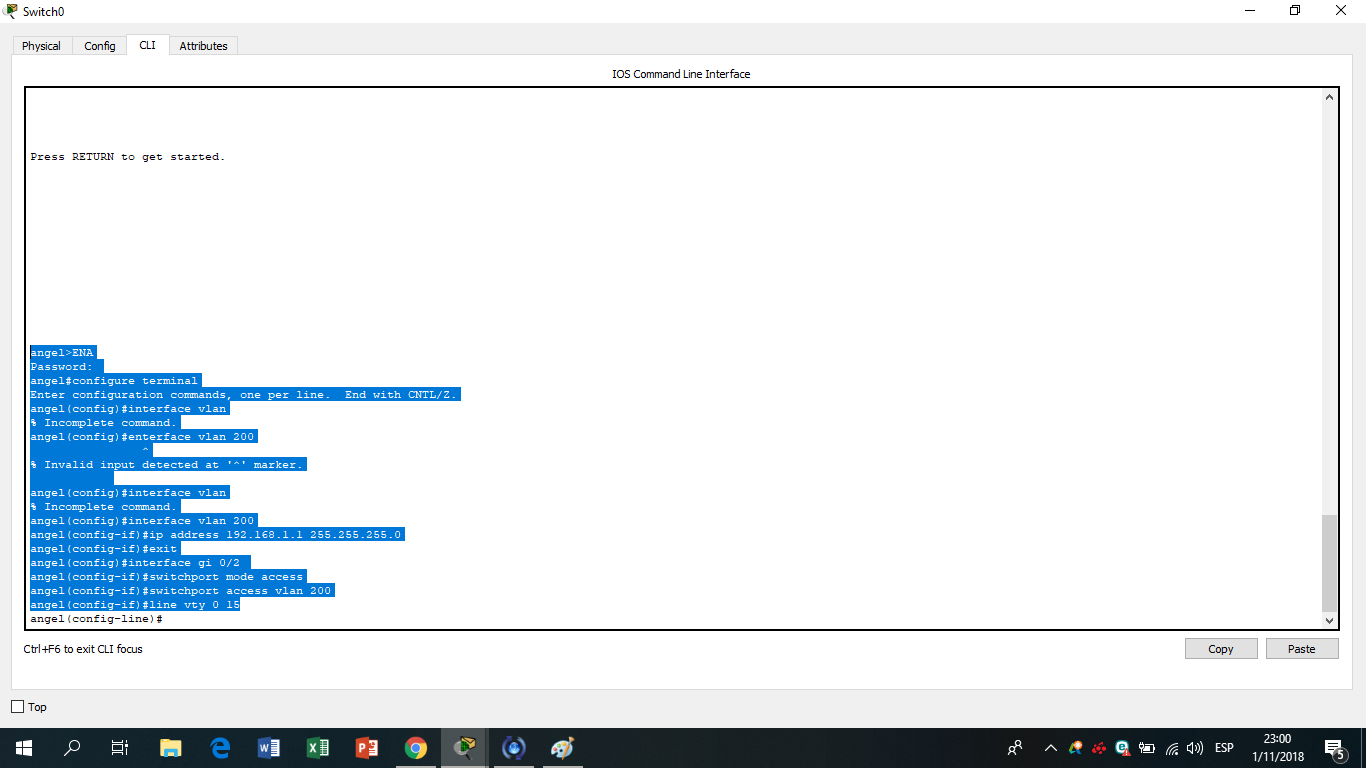 Switch0
Physical Config CLI Attributes
IOS Command Line Interface
Press RETURN to get started.
angel>ENA
Password:
angel#configure terminal
Enter configuration commands, one per line.  End with CNTL/Z.
angel(config)#interface vlan
% Incomplete command.
angel(config)#enterface vlan 200
^
% Invalid input detected at '^' marker.
angel(config)#interface vlan
% Incomplete command.
angel(config)#interface vlan 200
angel(config-if)#ip address 192.168.1.1 255.255.255.0
angel(config-if)#exit
angel(config)#interface gi 0/2
angel(config-if)#switchport mode access
angel(config-if)#switchport access vlan 200
angel(config-if)#line vty 0 15
angel(config-line)#
Ctrl+F6 to exit CLI focus
Copy Paste
Top
ESP
23:00
1/11/2018
5